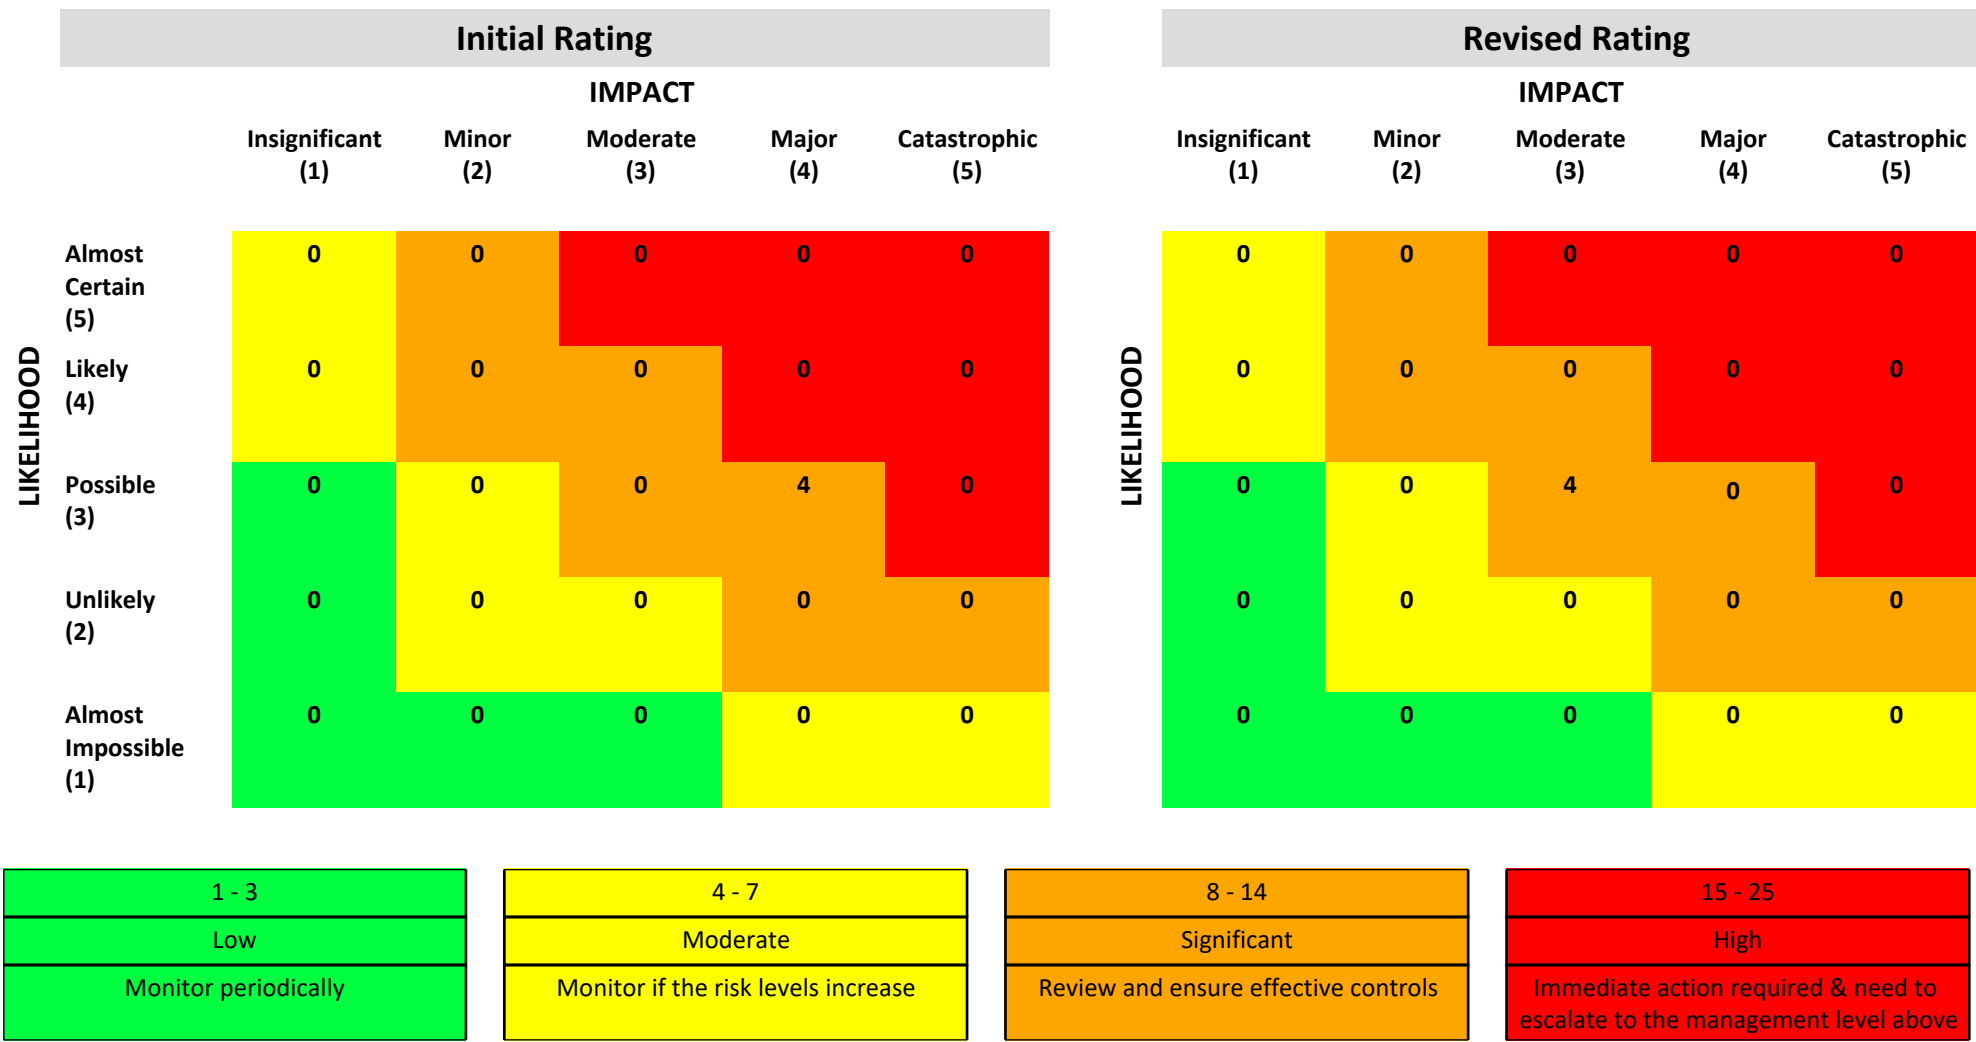 Initial Rating
IMPACT
Insignificant Minor Moderate Major Catastrophic
(1) (2) (3) (4) (5)
LIKELIHOOD
Almost 0 0 0 0 0
Certain
(5)
Likely 0 0 0 0 0
(4)
Possible 0 0 0 4 0
(3)
Unlikely 0 0 0 0 0
(2)
Almost 0 0 0 0 0
Impossible
(1)
Revised Rating
IMPACT
Insignificant Minor Moderate Major Catastrophic
(1) (2) (3) (4) (5)
LIKELIHOOD
0 0 0 0 0
0 0 0 0 0
0 0 4 0 0
0 0 0 0 0
0 0 0 0 0
1 - 3
Low
Monitor periodically
4 - 7
Moderate
Monitor if the risk levels increase
8 - 14
Significant
Review and ensure effective controls
15 - 25
High
Immediate action required & need to
escalate to the management level above